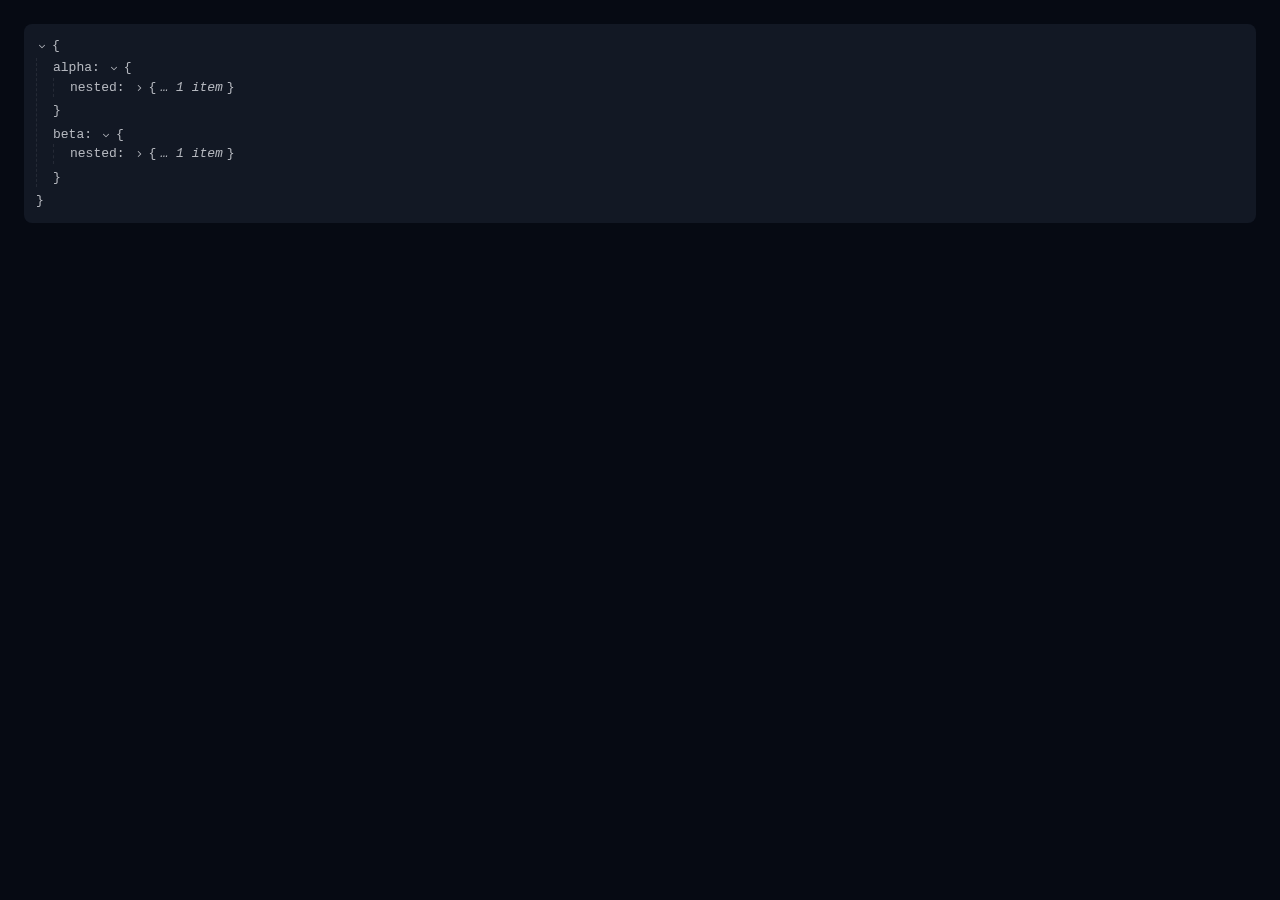 {
alpha: {
nested: {… 1 item}
}
beta: {
nested: {… 1 item}
}
}